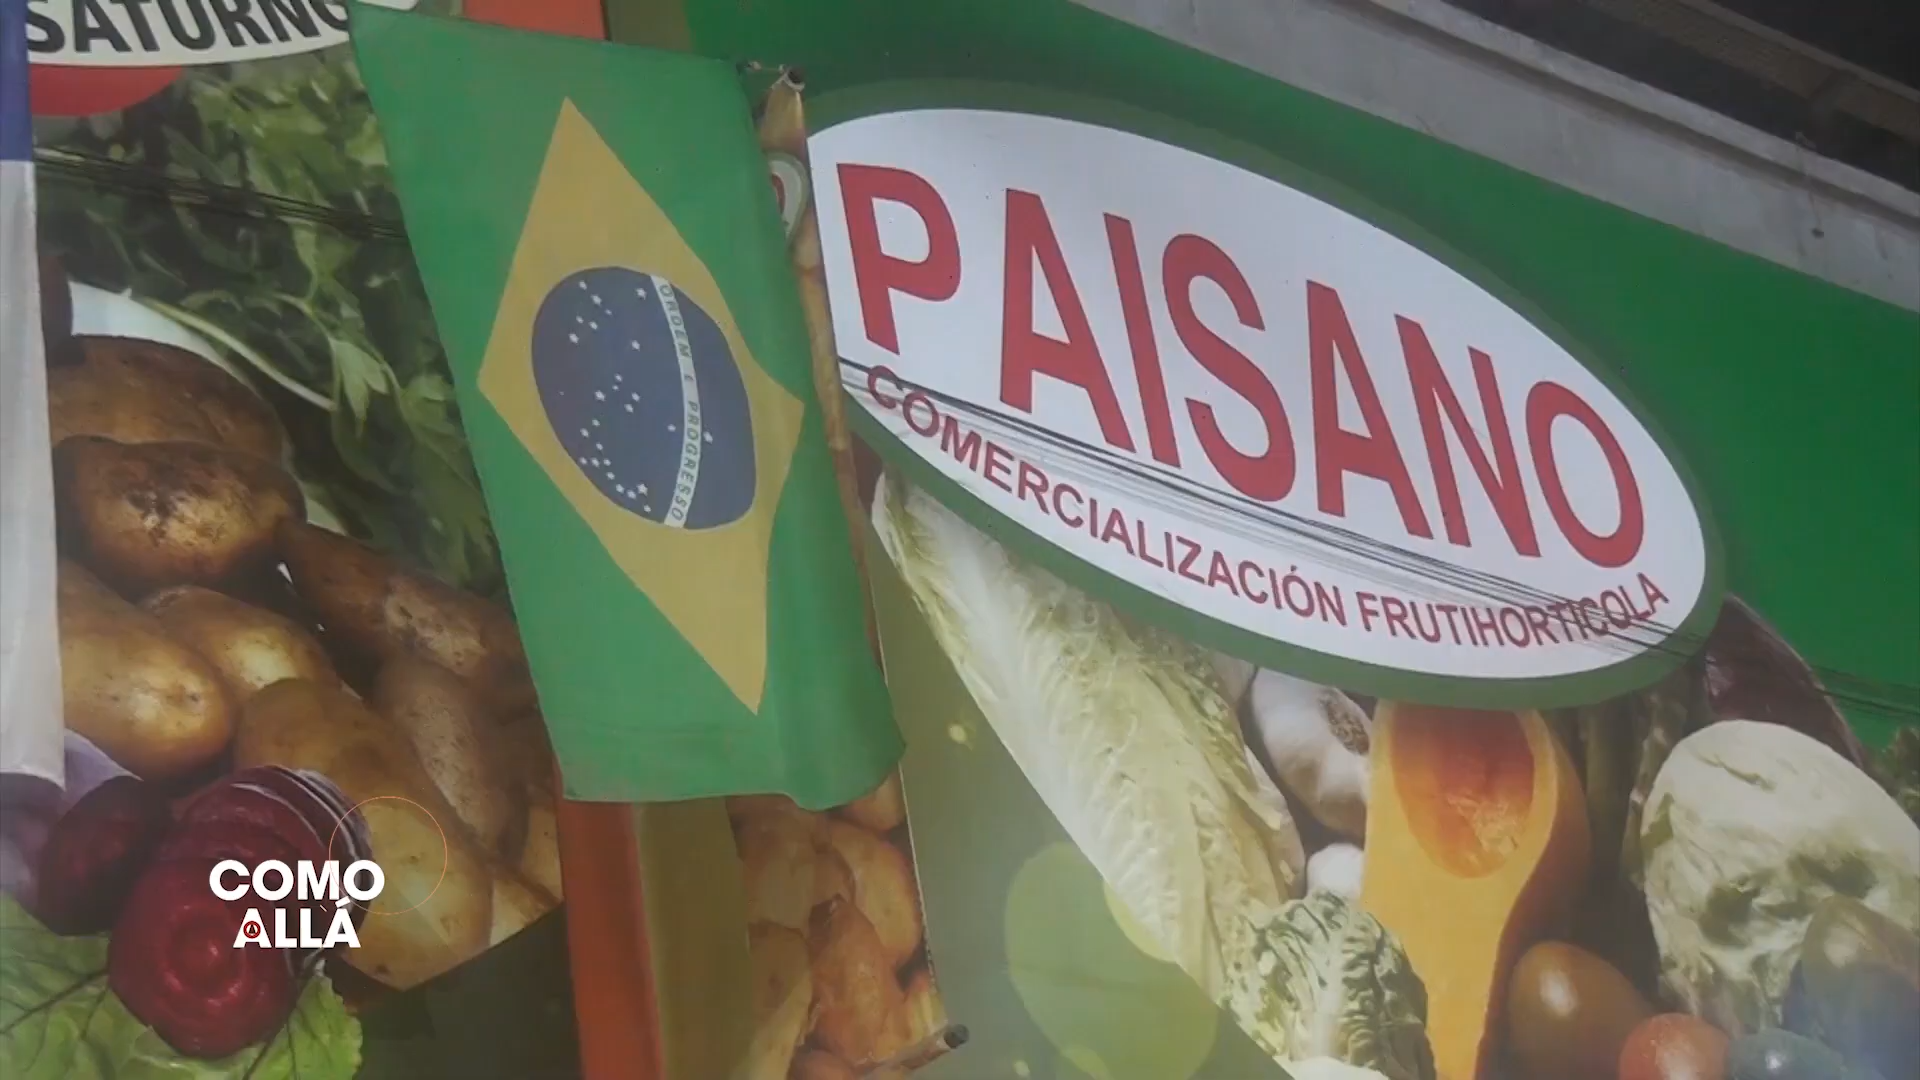 SATURNO
ORDEM E PROGRESSO
PAISANO
COMERCIALIZACIÓN FRUTIHORTICOLA
COMO
ALLÁ